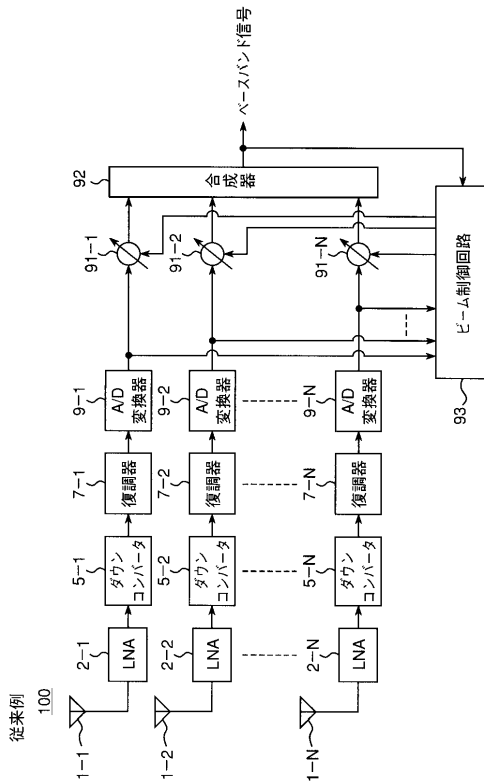 従来例
100
1-1
2-1
LNA
5-1
ダウン
コンバータ
7-1
復調器
9-1
A/D
変換器
91-1
1-2
2-2
LNA
5-2
ダウン
コンバータ
7-2
復調器
9-2
A/D
変換器
91-2
1-N
2-N
LNA
5-N
ダウン
コンバータ
7-N
復調器
9-N
A/D
変換器
91-N
92
合成器
ベースバンド信号
93
ビーム制御回路